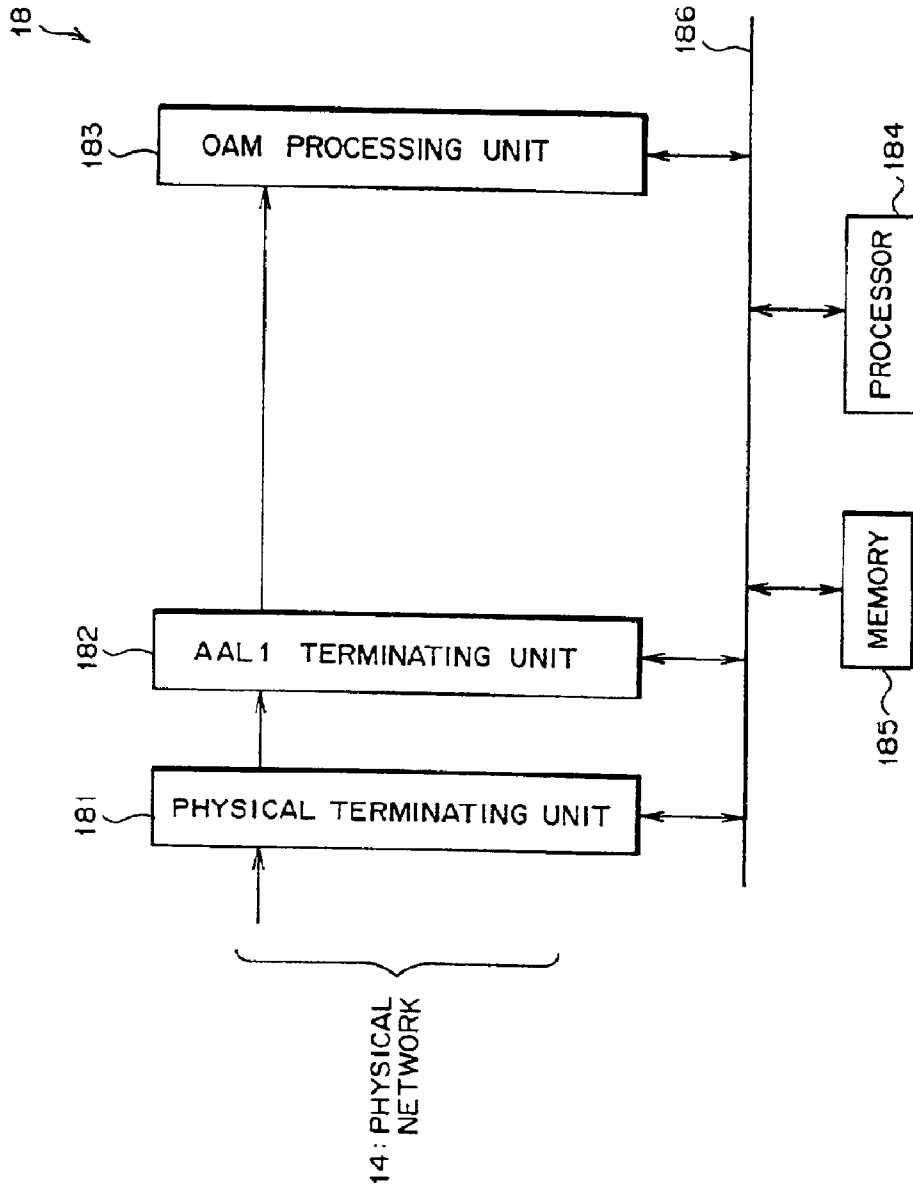 18
183
OAM PROCESSING UNIT
182
AAL1 TERMINATING UNIT
181
PHYSICAL TERMINATING UNIT
14: PHYSICAL
NETWORK
186
PROCESSOR
184
MEMORY
185